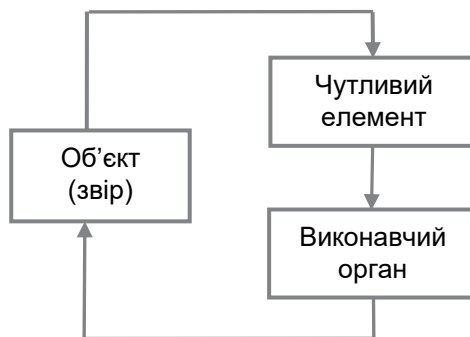 Чутливий
елемент
Об’єкт
(звір)
Виконавчий
орган